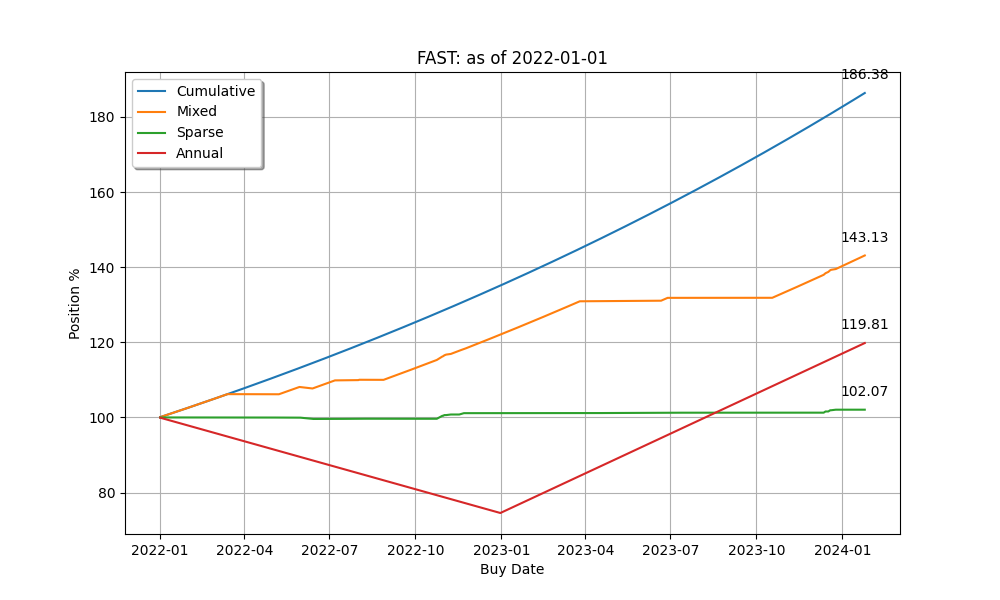 FAST: as of 2022-01-01
186.38
Cumulative
Mixed
Sparse
Annual
180
160
143.13
140
Position %
119.81
120
102.07
100
80
2022-01 2022-04 2022-07 2022-10 2023-01 2023-04 2023-07 2023-10 2024-01
Buy Date